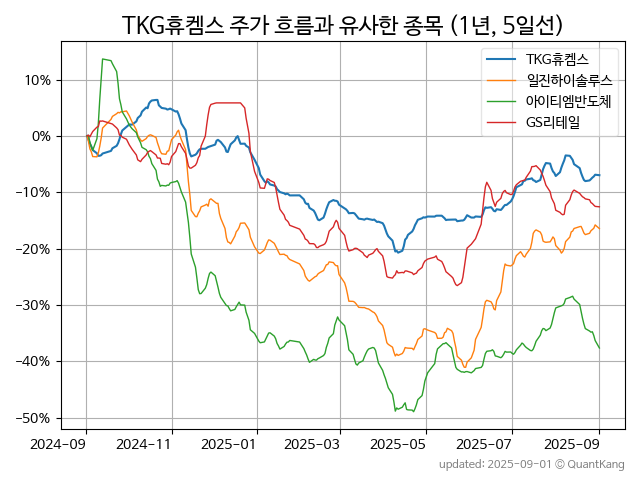 TKG휴켐스 주가 흐름과 유사한 종목 (1년, 5일선)
TKG휴켐스
일진하이솔루스
아이티엠반도체
GS리테일
10%
0%
−10%
−20%
−30%
−40%
−50%
2024-09
2024-11
2025-01
2025-03
2025-05
2025-07
2025-09
updated: 2025-09-01 © QuantKang